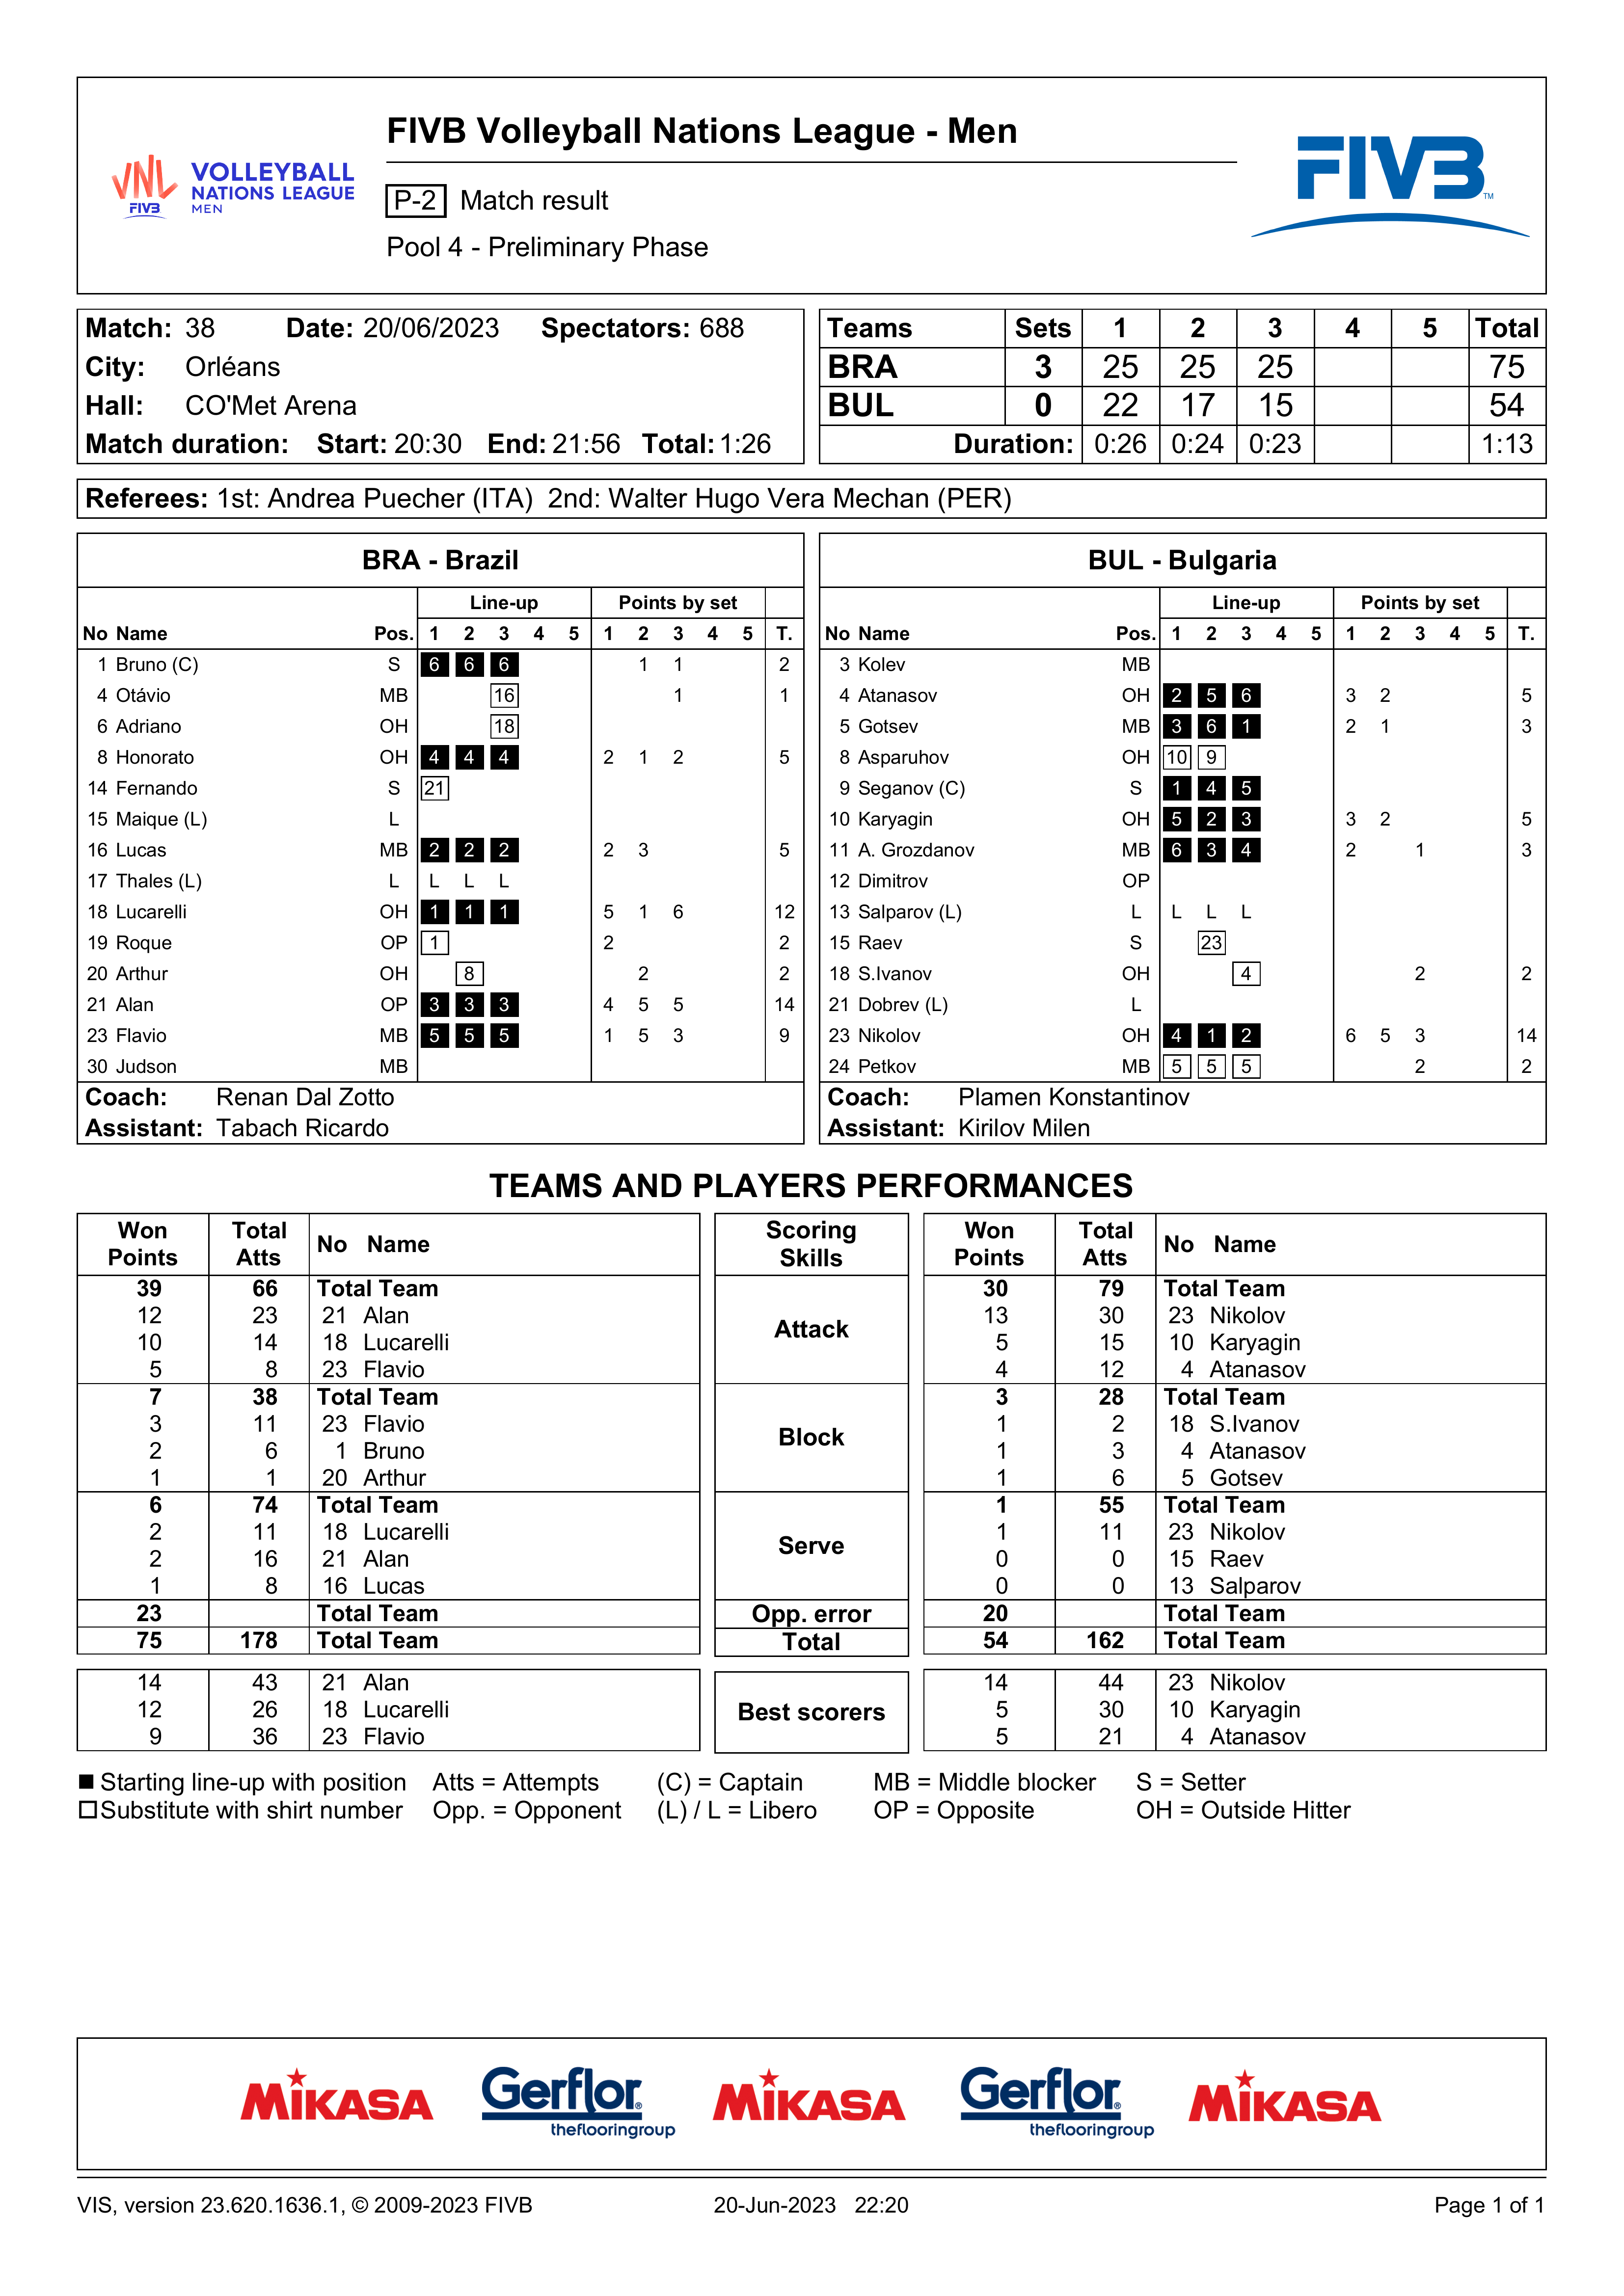 FIVB Volleyball Nations League - Men
VNL FIVB VOLLEYBALL NATIONS LEAGUE MEN
P-2 Match result
FIVB TM
Pool 4 - Preliminary Phase
Match: 38 Date: 20/06/2023 Spectators: 688
City: Orléans
Hall: CO'Met Arena
Match duration: Start: 20:30 End: 21:56 Total: 1:26
Teams Sets 1 2 3 4 5 Total
BRA 3 25 25 25 75
BUL 0 22 17 15 54
Duration: 0:26 0:24 0:23 1:13
Referees: 1st: Andrea Puecher (ITA) 2nd: Walter Hugo Vera Mechan (PER)
BRA - Brazil
Line-up Points by set
No Name Pos. 1 2 3 4 5 1 2 3 4 5 T.
1 Bruno (C) S 6 6 6 1 1 2
4 Otávio MB 16 1 1
6 Adriano OH 18
8 Honorato OH 4 4 4 2 1 2 5
14 Fernando S 21
15 Maique (L) L
16 Lucas MB 2 2 2 2 3 5
17 Thales (L) L L L L
18 Lucarelli OH 1 1 1 5 1 6 12
19 Roque OP 1 2 2
20 Arthur OH 8 2 2
21 Alan OP 3 3 3 4 5 5 14
23 Flavio MB 5 5 5 1 5 3 9
30 Judson MB
Coach: Renan Dal Zotto
Assistant: Tabach Ricardo
BUL - Bulgaria
Line-up Points by set
No Name Pos. 1 2 3 4 5 1 2 3 4 5 T.
3 Kolev MB
4 Atanasov OH 2 5 6 3 2 5
5 Gotsev MB 3 6 1 2 1 3
8 Asparuhov OH 10 9
9 Seganov (C) S 1 4 5
10 Karyagin OH 5 2 3 3 2 5
11 A. Grozdanov MB 6 3 4 2 1 3
12 Dimitrov OP
13 Salparov (L) L L L L
15 Raev S 23
18 S.Ivanov OH 4 2 2
21 Dobrev (L) L
23 Nikolov OH 4 1 2 6 5 3 14
24 Petkov MB 5 5 5 2 2
Coach: Plamen Konstantinov
Assistant: Kirilov Milen
TEAMS AND PLAYERS PERFORMANCES
Won Points Total Atts No Name Scoring Skills Won Points Total Atts No Name
39 66 Total Team 30 79 Total Team
12 23 21 Alan Attack 13 30 23 Nikolov
10 14 18 Lucarelli 5 15 10 Karyagin
5 8 23 Flavio 4 12 4 Atanasov
7 38 Total Team 3 28 Total Team
3 11 23 Flavio Block 1 2 18 S.Ivanov
2 6 1 Bruno 1 3 4 Atanasov
1 1 20 Arthur 1 6 5 Gotsev
6 74 Total Team 1 55 Total Team
2 11 18 Lucarelli Serve 1 11 23 Nikolov
2 16 21 Alan 0 0 15 Raev
1 8 16 Lucas 0 0 13 Salparov
23 Total Team Opp. error 20 Total Team
75 178 Total Team Total 54 162 Total Team
14 43 21 Alan 14 44 23 Nikolov
12 26 18 Lucarelli Best scorers 5 30 10 Karyagin
9 36 23 Flavio 5 21 4 Atanasov
Starting line-up with position Atts = Attempts (C) = Captain MB = Middle blocker S = Setter
Substitute with shirt number Opp. = Opponent (L) / L = Libero OP = Opposite OH = Outside Hitter
MIKASA Gerflor® theflooringgroup MIKASA Gerflor® theflooringgroup MIKASA
VIS, version 23.620.1636.1, © 2009-2023 FIVB 20-Jun-2023 22:20 Page 1 of 1